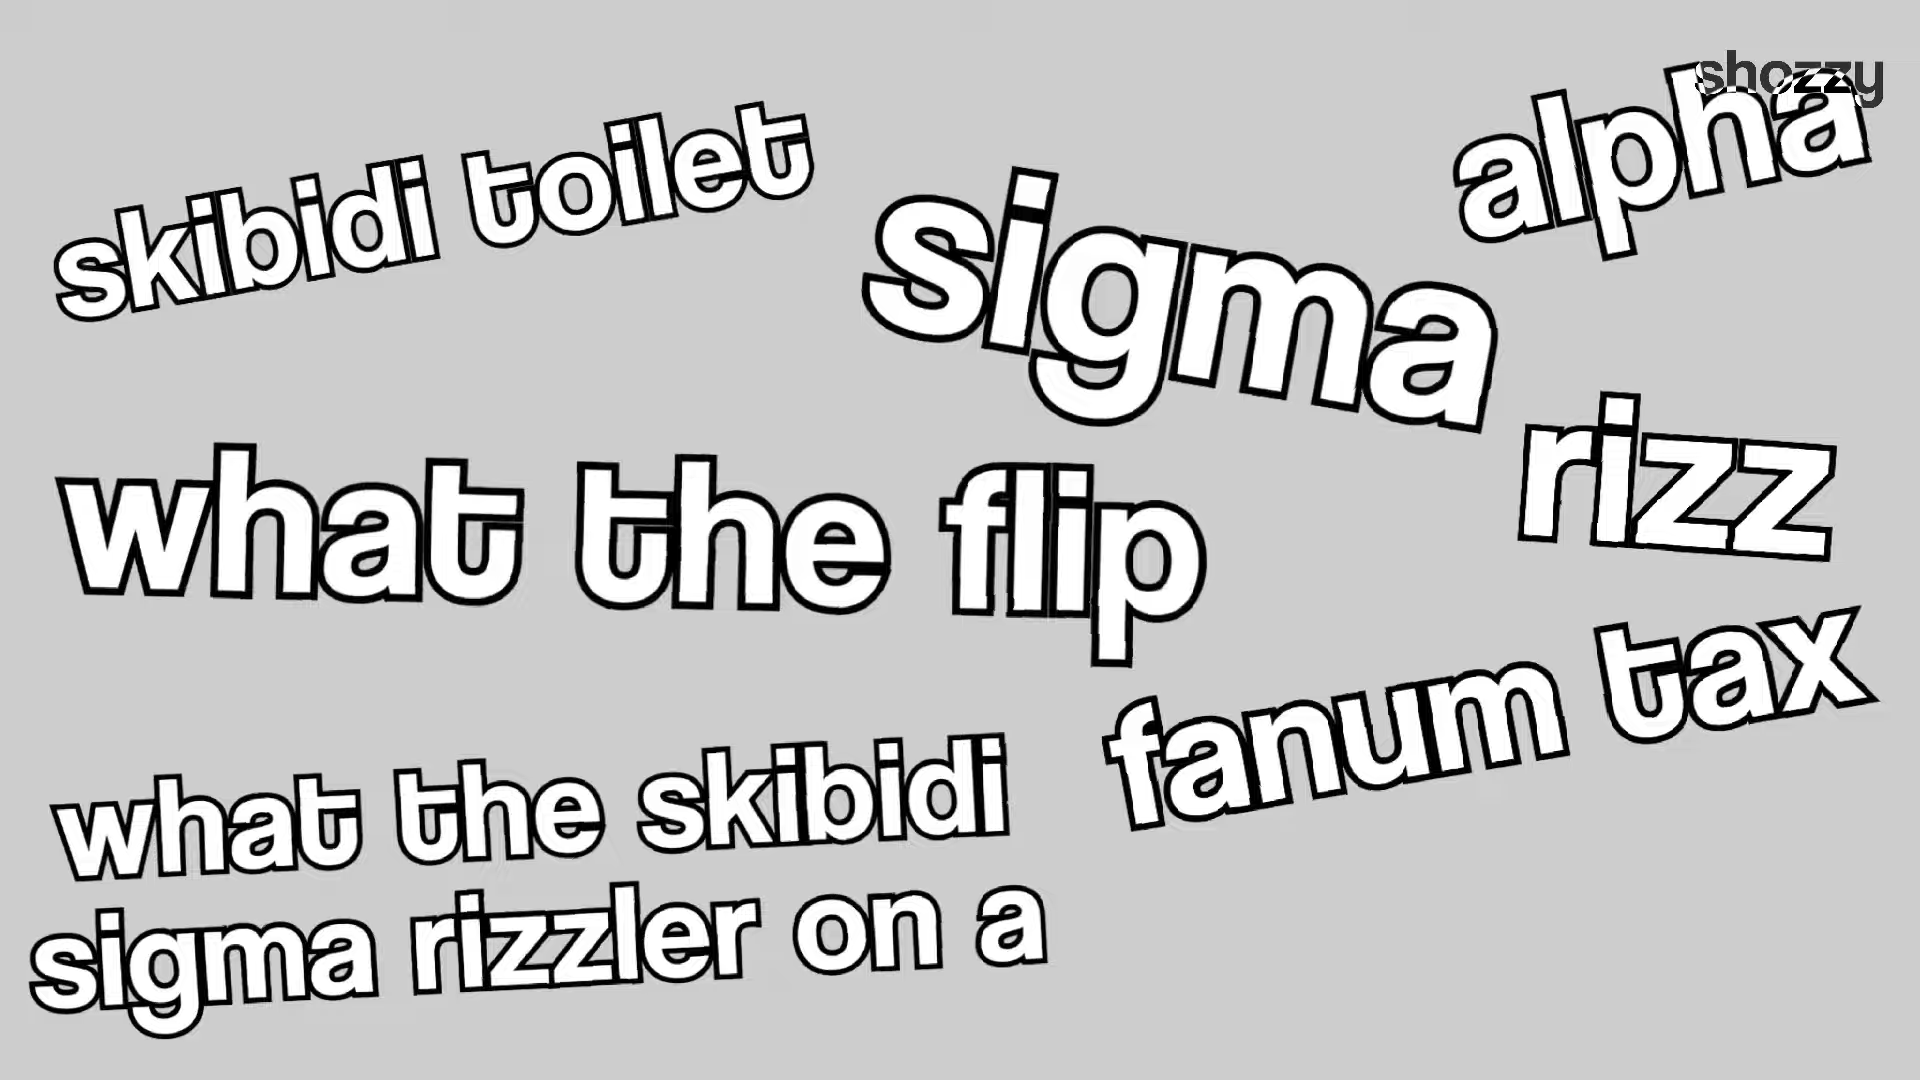 shozzy
skibidi toilet
sigma
alpha
what the flip
rizz
fanum tax
what the skibidi
sigma rizzler on a